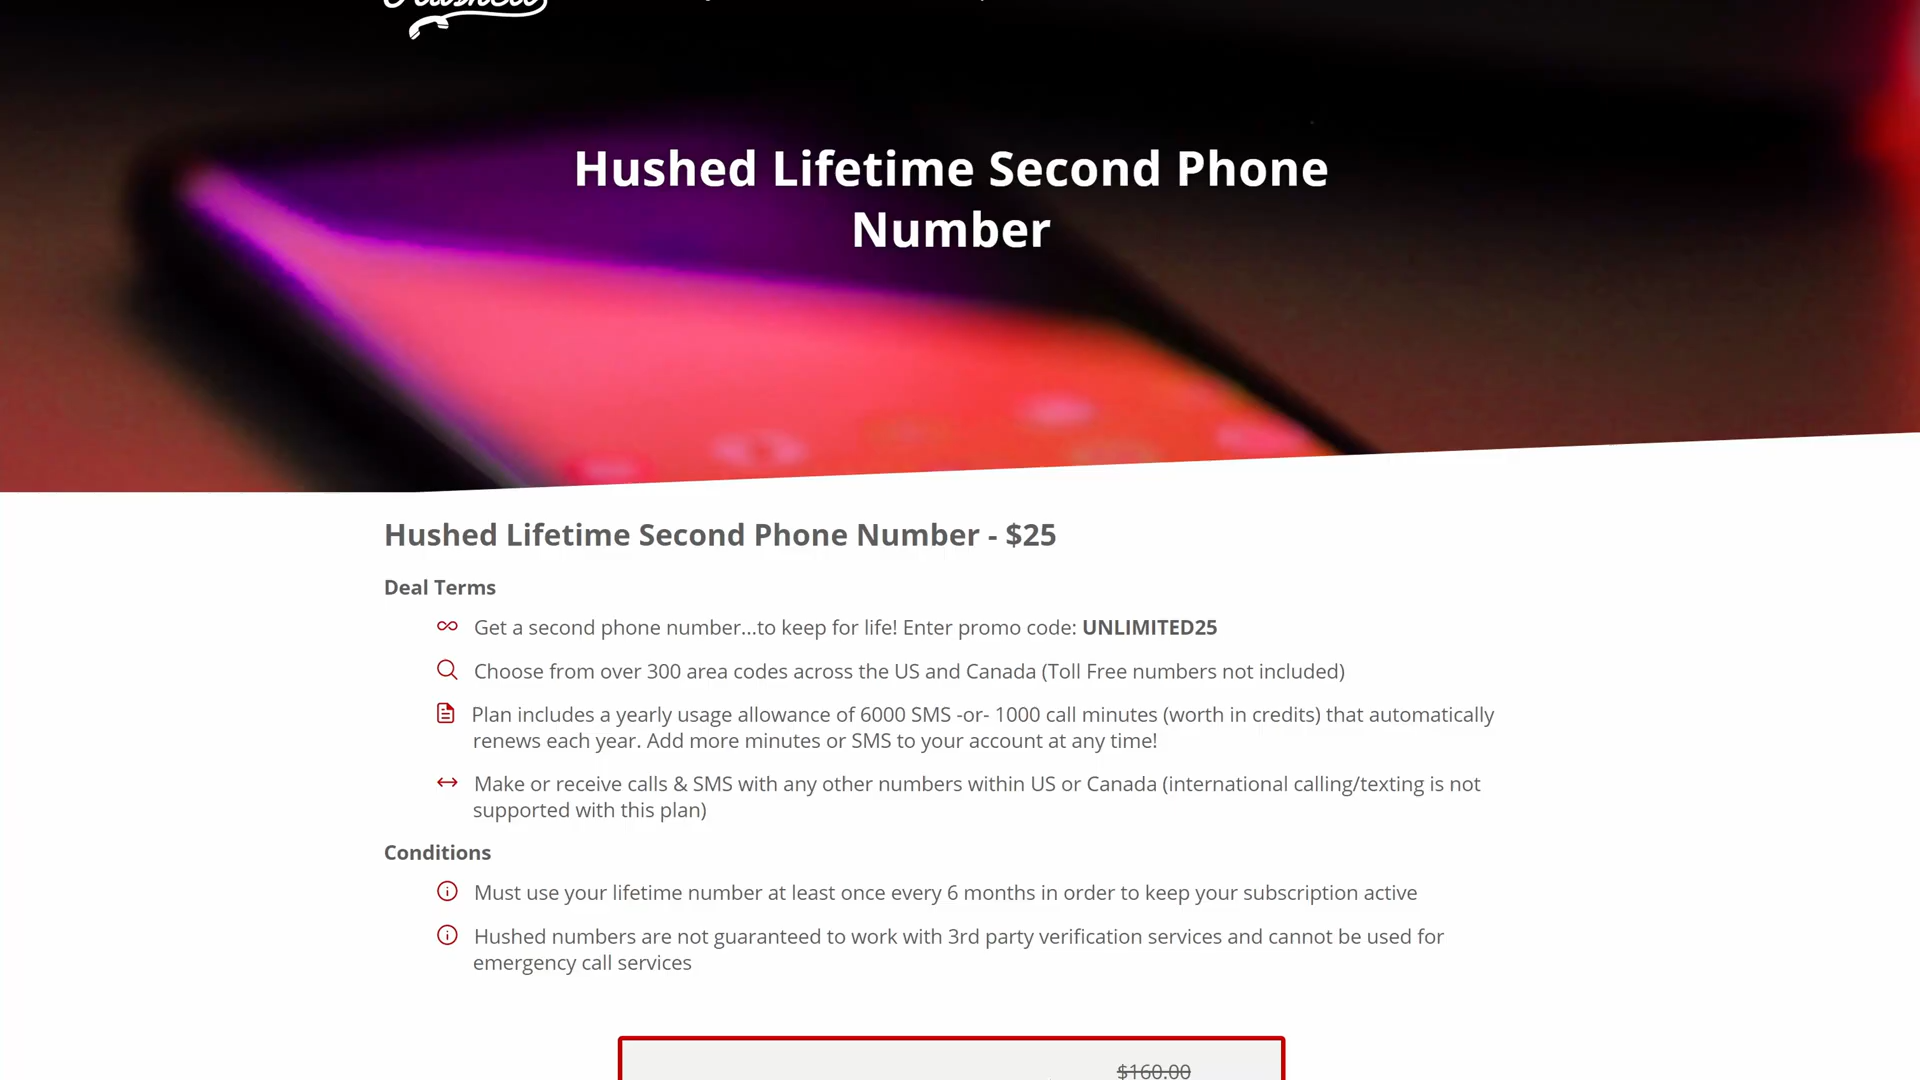 Hushed Lifetime Second Phone
Number
Hushed Lifetime Second Phone Number - $25
Deal Terms
Get a second phone number...to keep for life! Enter promo code: UNLIMITED25
Choose from over 300 area codes across the US and Canada (Toll Free numbers not included)
Plan includes a yearly usage allowance of 6000 SMS -or- 1000 call minutes (worth in credits) that automatically
renews each year. Add more minutes or SMS to your account at any time!
Make or receive calls & SMS with any other numbers within US or Canada (international calling/texting is not
supported with this plan)
Conditions
Must use your lifetime number at least once every 6 months in order to keep your subscription active
Hushed numbers are not guaranteed to work with 3rd party verification services and cannot be used for
emergency call services
$160.00